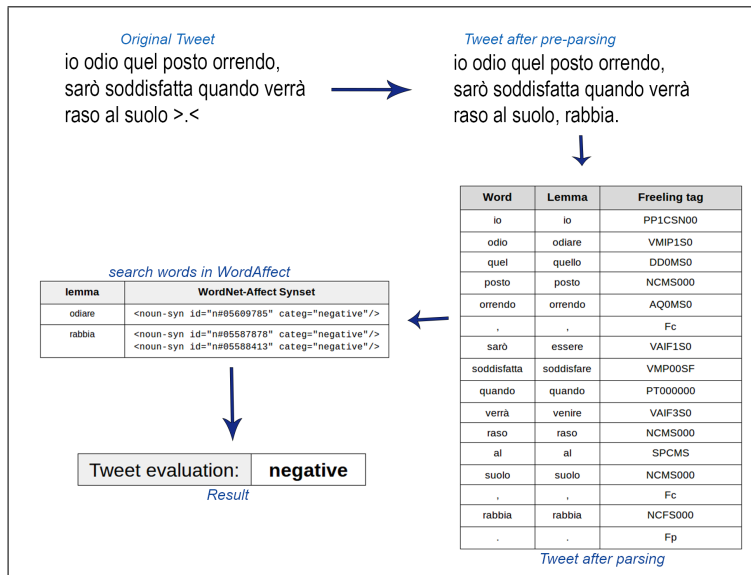 Original Tweet
io odio quel posto orrendo,
sarò soddisfatta quando verrà
raso al suolo >.<
Tweet after pre-parsing
io odio quel posto orrendo,
sarò soddisfatta quando verrà
raso al suolo, rabbia.
Word Lemma Freeling tag
io io PP1CSN00
odio odiare VMIP1S0
quel quello DD0MS0
posto posto NCMS000
orrendo orrendo AQ0MS0
, , Fc
sarò essere VAIF1S0
soddisfatta soddisfare VMP00SF
quando quando PT000000
verrà venire VAIF3S0
raso raso NCMS000
al al SPCMS
suolo suolo NCMS000
, , Fc
rabbia rabbia NCFS000
. . Fp
Tweet after parsing
search words in WordAffect
lemma WordNet-Affect Synset
odiare <noun-syn id="n#05609785" categ="negative"/>
rabbia <noun-syn id="n#05587878" categ="negative"/>
<noun-syn id="n#05588413" categ="negative"/>
Tweet evaluation: negative
Result